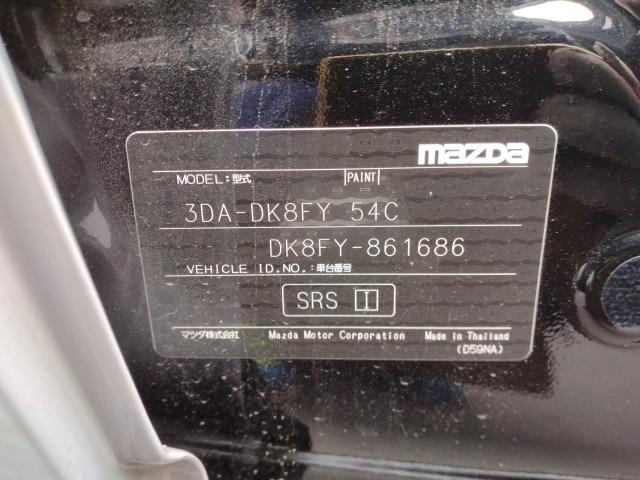 mazda
MODEL:型式 PAINT
3DA-DK8FY 54C
DK8FY-861686
VEHICLE ID.NO.:車台番号
SRS
マツダ株式会社 Mazda Motor Corporation Made in Thailand
(D59NA)